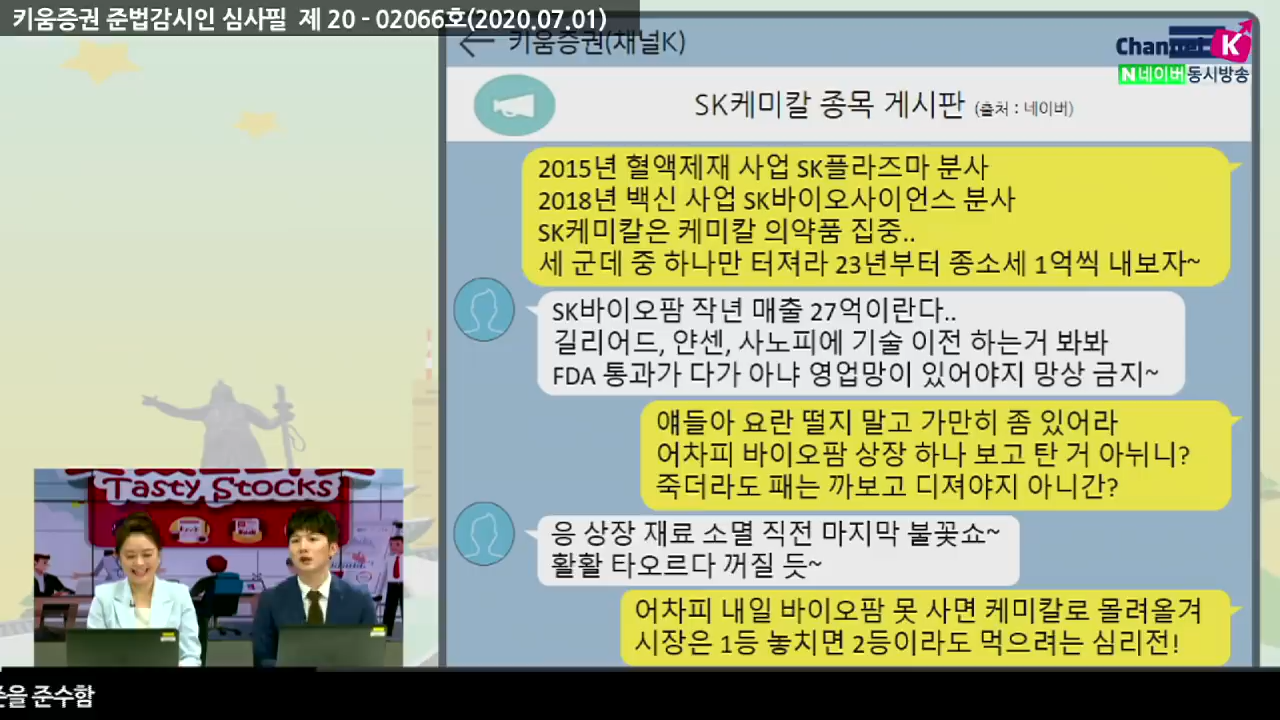 키움증권 준법감시인 심사필 제 20 - 02066호(2020.07.01)
키움증권(채널K)
Channel K
N 네이버 동시방송
SK케미칼 종목 게시판 (출처 : 네이버)
2015년 혈액제재 사업 SK플라즈마 분사
2018년 백신 사업 SK바이오사이언스 분사
SK케미칼은 케미칼 의약품 집중..
세 군데 중 하나만 터져라 23년부터 종소세 1억씩 내보자~
SK바이오팜 작년 매출 27억이란다..
길리어드, 얀센, 사노피에 기술 이전 하는거 봐봐
FDA 통과가 다가 아냐 영업망이 있어야지 망상 금지~
얘들아 요란 떨지 말고 가만히 좀 있어라
어차피 바이오팜 상장 하나 보고 탄 거 아뉘니?
죽더라도 패는 까보고 디져야지 아니간?
응 상장 재료 소멸 직전 마지막 불꽃쇼~
활활 타오르다 꺼질 듯~
어차피 내일 바이오팜 못 사면 케미칼로 몰려올겨
시장은 1등 놓치면 2등이라도 먹으려는 심리전!
Tasty Stocks
준을 준수함